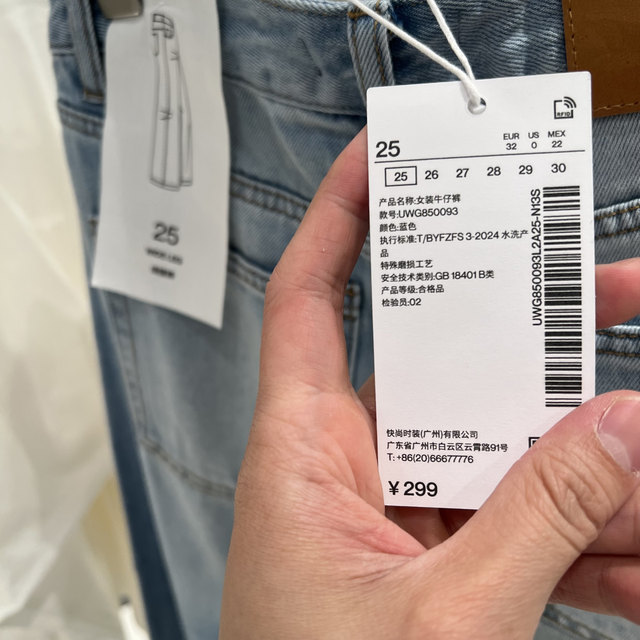 25
WIDE LEG
RFID
25
EUR US MEX
32 0 22
25 26 27 28 29 30
产品名称:女装牛仔裤
款号:UWG850093
颜色:蓝色
执行标准:T/BYFZFS 3-2024 水洗产
品
特殊磨损工艺
安全技术类别:GB 18401 B类
产品等级:合格品
检验员:02
UWG850093L2A25-N13S
快尚时装(广州)有限公司
广东省广州市白云区云霄路91号
T: +86(20)66677776
¥ 299